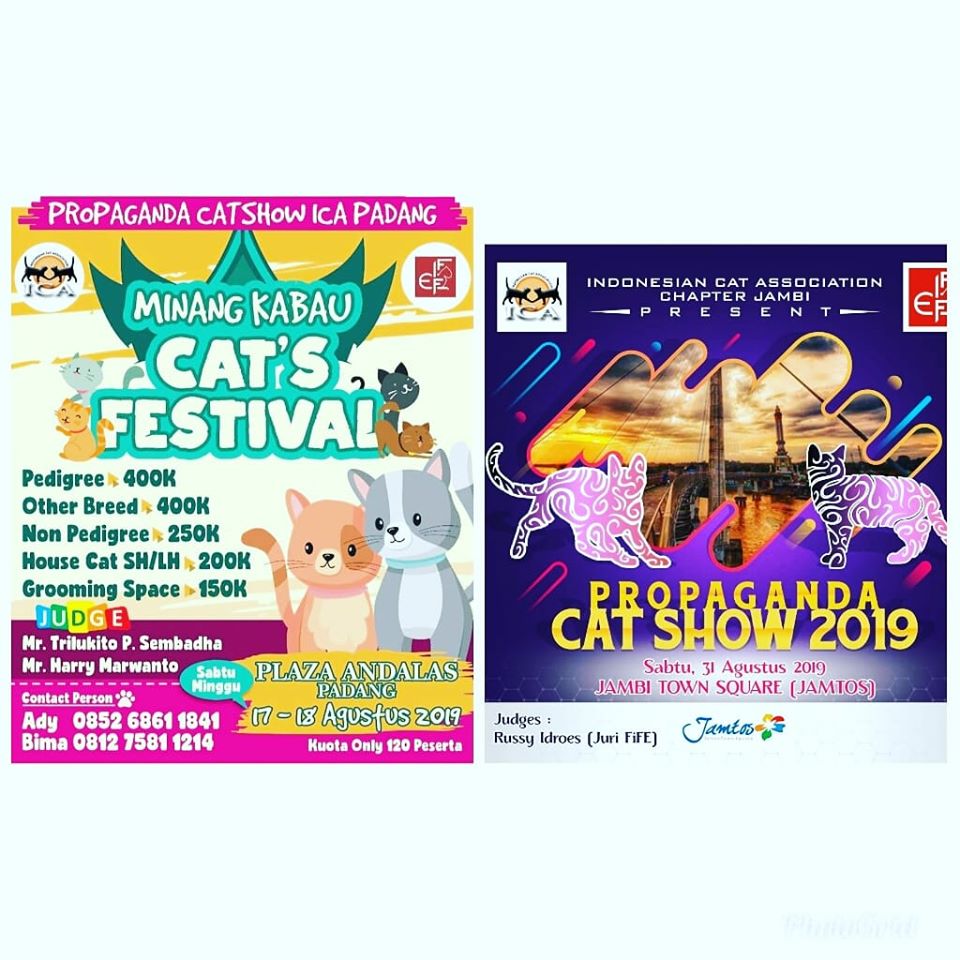 PROPAGANDA CATSHOW ICA PADANG
ICA
FIFE
MINANG KABAU
CAT'S
FESTIVAL
Pedigree 400K
Other Breed 400K
Non Pedigree 250K
House Cat SH/LH 200K
Grooming Space 150K
JUDGE
Mr. Trilukito P. Sembadha
Mr. Harry Marwanto
Sabtu
Minggu
PLAZA ANDALAS
PADANG
17 - 18 Agustus 2019
Contact Person
Ady 0852 6861 1841
Bima 0812 7581 1214
Kuota Only 120 Peserta
ICA
INDONESIAN CAT ASSOCIATION
CHAPTER JAMBI
PRESENT
FIFE
PROPAGANDA
CAT SHOW 2019
Sabtu, 31 Agustus 2019
JAMBI TOWN SQUARE (JAMTOS)
Judges :
Russy Idroes (Juri FiFE)
Jamtos
PhotoGrid